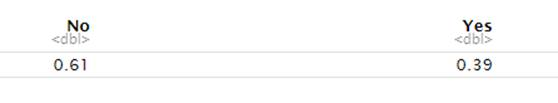 No Yes
<dbl> <dbl>
0.61 0.39